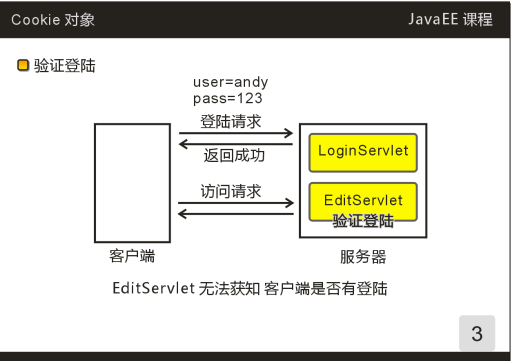 Cookie 对象
JavaEE 课程
验证登陆
user=andy
pass=123
登陆请求
返回成功
LoginServlet
访问请求
EditServlet
验证登陆
客户端
服务器
EditServlet 无法获知 客户端是否有登陆
3